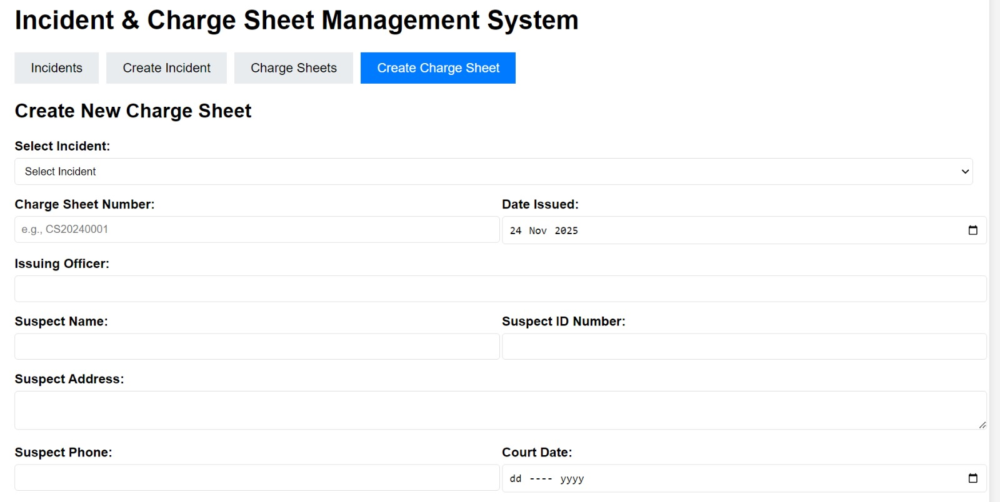 Incident & Charge Sheet Management System
Incidents Create Incident Charge Sheets Create Charge Sheet
Create New Charge Sheet
Select Incident:
Select Incident
Charge Sheet Number: Date Issued:
e.g., CS20240001 24 Nov 2025
Issuing Officer:
Suspect Name: Suspect ID Number:
Suspect Address:
Suspect Phone: Court Date:
dd ---- yyyy